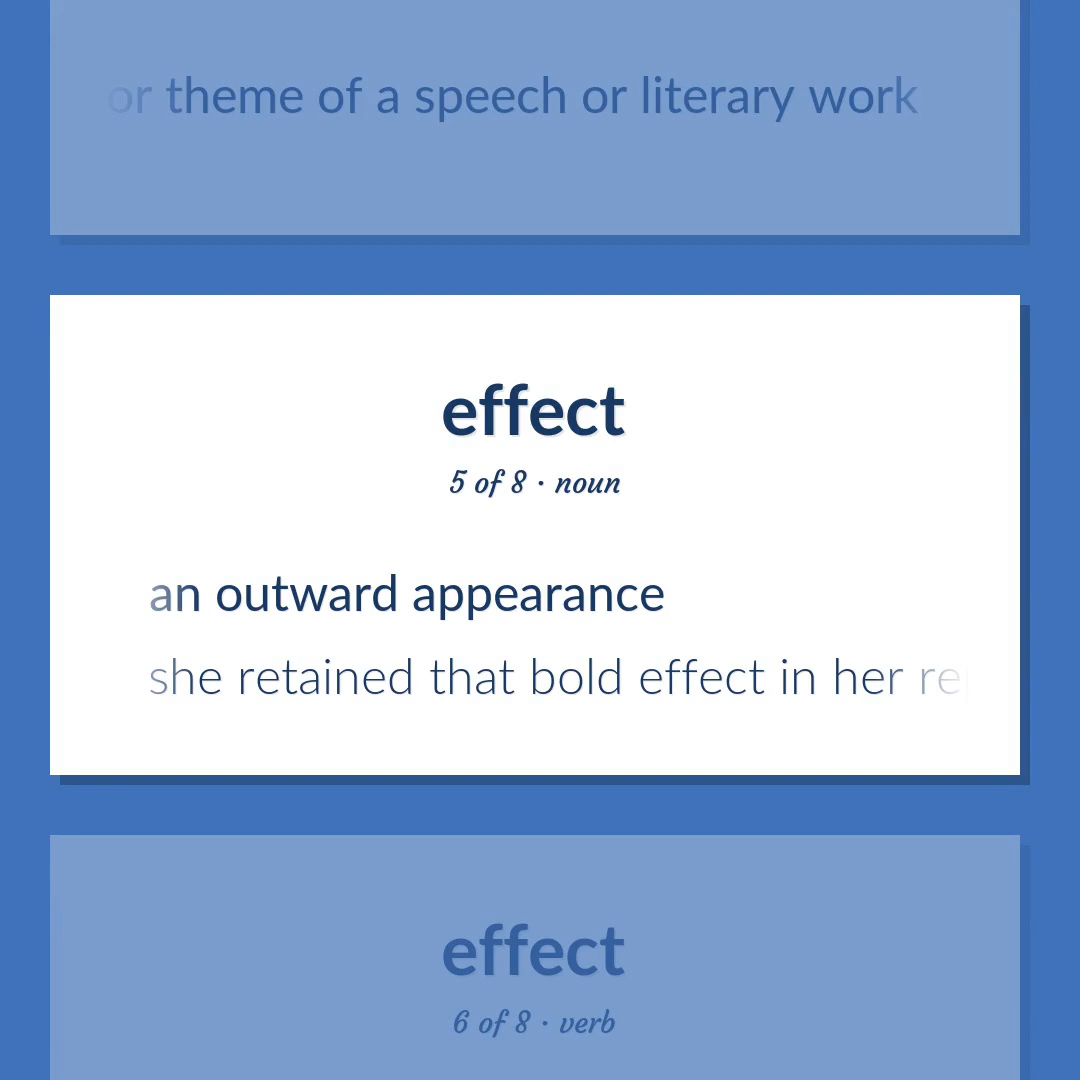 or theme of a speech or literary work
effect
5 of 8 · noun
an outward appearance
she retained that bold effect in her
effect
6 of 8 · verb